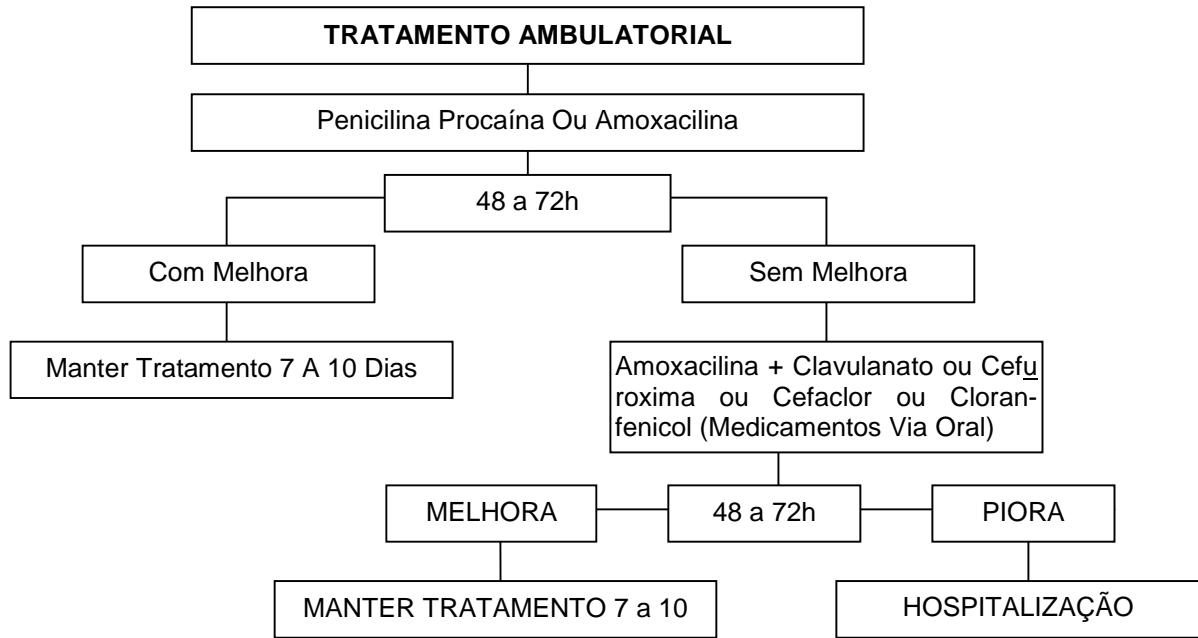 TRATAMENTO AMBULATORIAL
Penicilina Procaína Ou Amoxacilina
48 a 72h
Com Melhora
Sem Melhora
Manter Tratamento 7 A 10 Dias
Amoxacilina + Clavulanato ou Cefu
roxima ou Cefaclor ou Cloran-
fenicol (Medicamentos Via Oral)
MELHORA
48 a 72h
PIORA
MANTER TRATAMENTO 7 a 10
HOSPITALIZAÇÃO